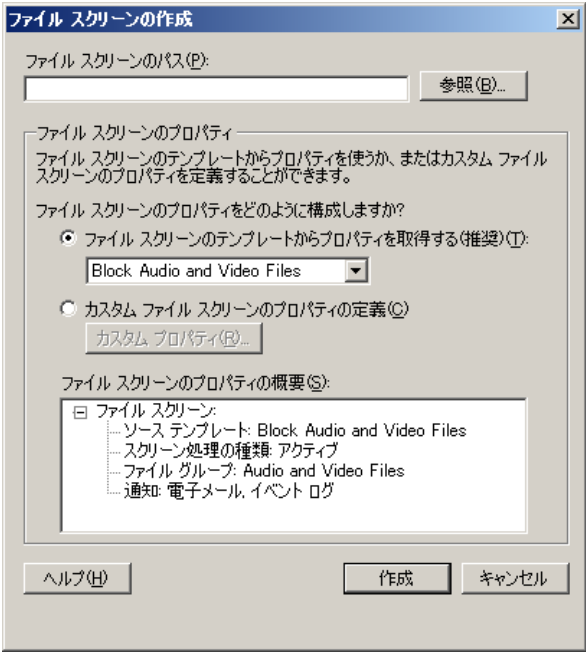 ファイル スクリーンの作成
ファイル スクリーンのパス(P):
参照(B)...
ファイル スクリーンのプロパティ
ファイル スクリーンのテンプレートからプロパティを使うか、またはカスタム ファイル
スクリーンのプロパティを定義することができます。
ファイル スクリーンのプロパティをどのように構成しますか?
ファイル スクリーンのテンプレートからプロパティを取得する(推奨)(T):
Block Audio and Video Files
カスタム ファイル スクリーンのプロパティの定義(C)
カスタム プロパティ(R)...
ファイル スクリーンのプロパティの概要(S):
ファイル スクリーン:
ソース テンプレート: Block Audio and Video Files
スクリーン処理の種類: アクティブ
ファイル グループ: Audio and Video Files
通知: 電子メール, イベント ログ
ヘルプ(H)
作成
キャンセル